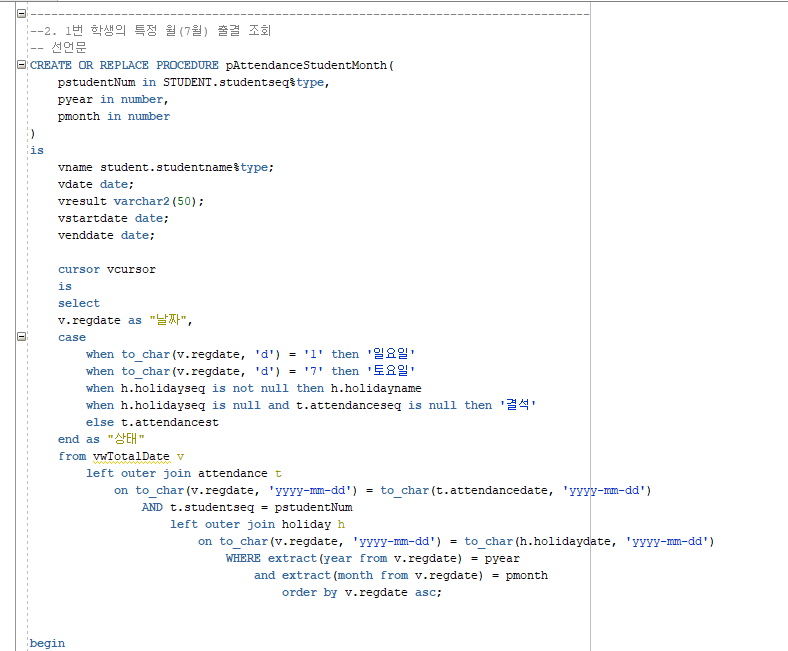 --------------------------------------------------------------------------------
--2. 1번 학생의 특정 월(7월) 출결 조회
-- 선언문
CREATE OR REPLACE PROCEDURE pAttendanceStudentMonth(
    pstudentNum in STUDENT.studentseq%type,
    pyear in number,
    pmonth in number
)
is
    vname student.studentname%type;
    vdate date;
    vresult varchar2(50);
    vstartdate date;
    venddate date;

    cursor vcursor
    is
    select
    v.regdate as "날짜",
    case
        when to_char(v.regdate, 'd') = '1' then '일요일'
        when to_char(v.regdate, 'd') = '7' then '토요일'
        when h.holidayseq is not null then h.holidayname
        when h.holidayseq is null and t.attendanceseq is null then '결석'
        else t.attendancest
    end as "상태"
    from vwTotalDate v
        left outer join attendance t
            on to_char(v.regdate, 'yyyy-mm-dd') = to_char(t.attendancedate, 'yyyy-mm-dd')
                AND t.studentseq = pstudentNum
                    left outer join holiday h
                        on to_char(v.regdate, 'yyyy-mm-dd') = to_char(h.holidaydate, 'yyyy-mm-dd')
                            WHERE extract(year from v.regdate) = pyear
                                and extract(month from v.regdate) = pmonth
                                    order by v.regdate asc;

begin